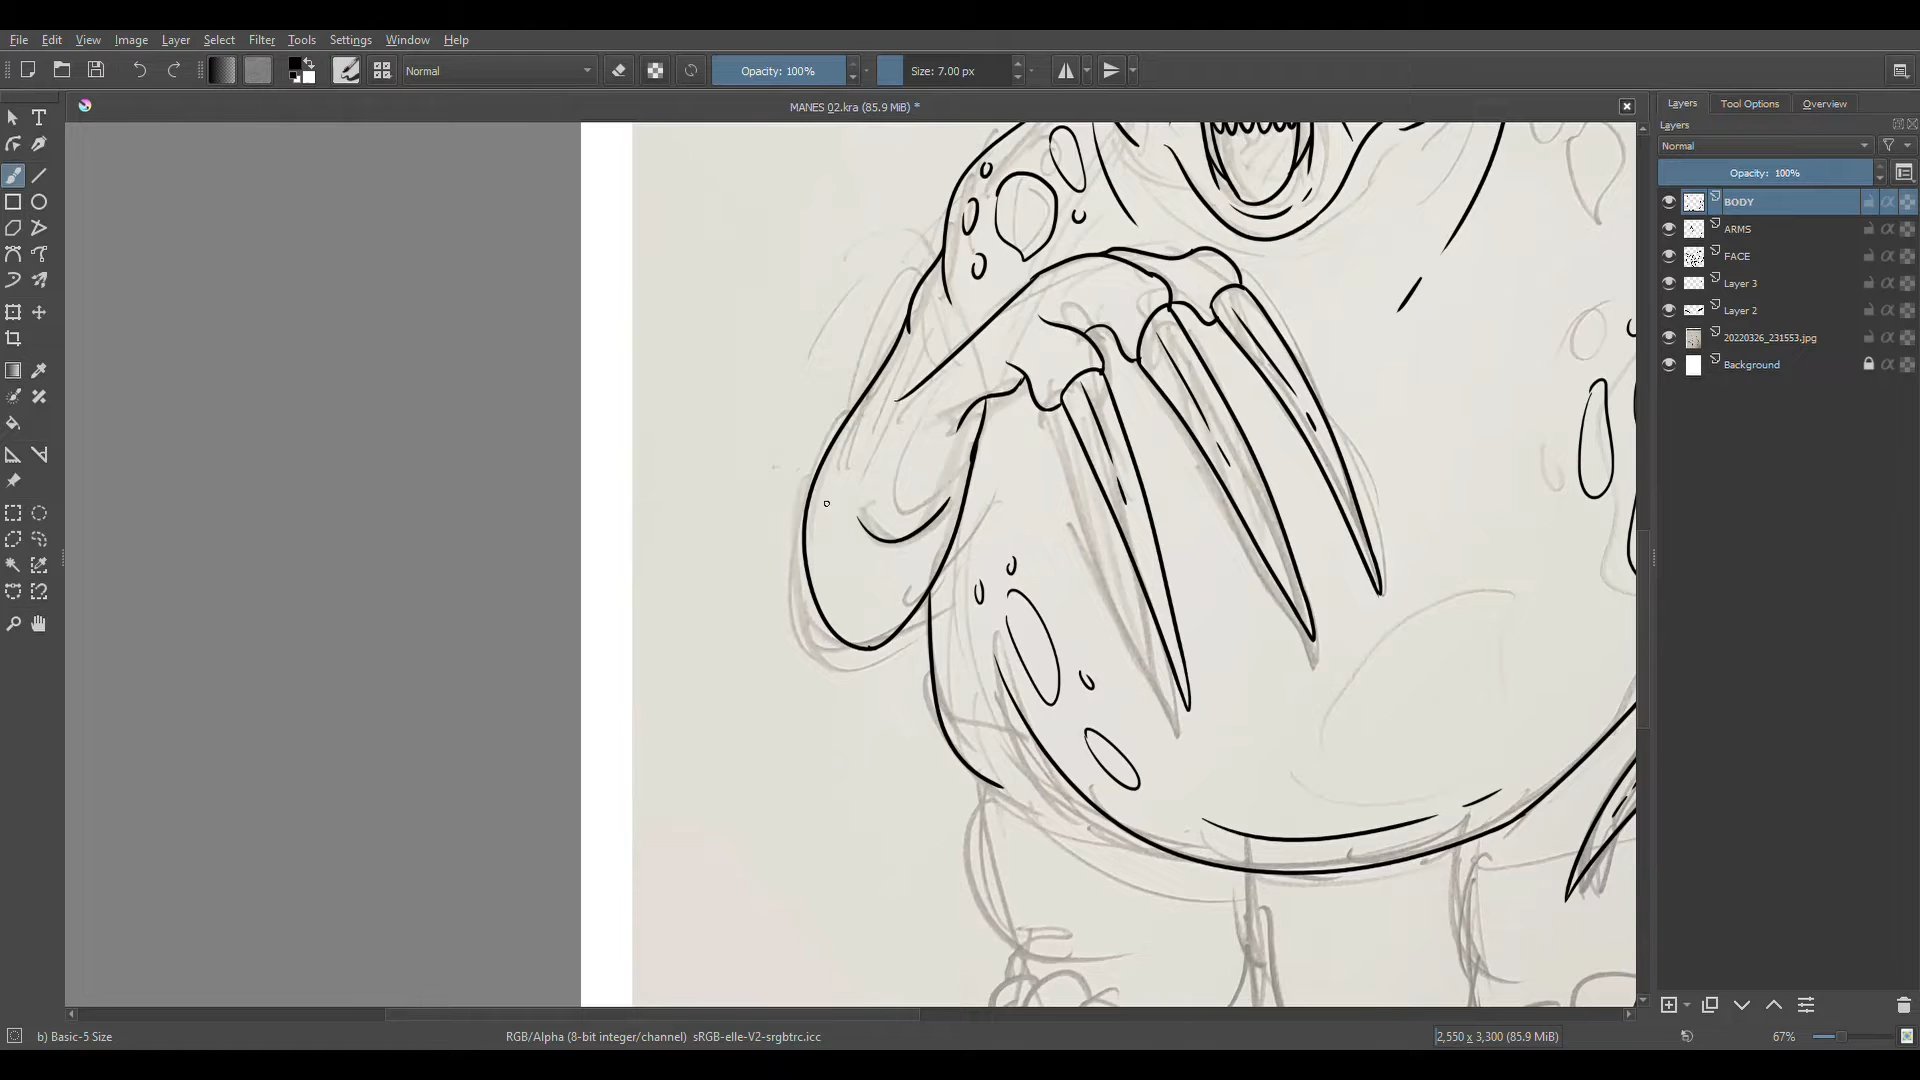 File Edit View Image Layer Select Filter Tools Settings Window Help
Normal Opacity: 100% Size: 7.00 px
MANES 02.kra (85.9 MiB) *
Layers Tool Options Overview
Layers
Normal
Opacity: 100%
BODY
ARMS
FACE
Layer 3
Layer 2
20220326_231553.jpg
Background
b) Basic-5 Size RGB/Alpha (8-bit integer/channel) sRGB-elle-V2-srgbtrc.icc 2,550 x 3,300 (85.9 MiB) 67%